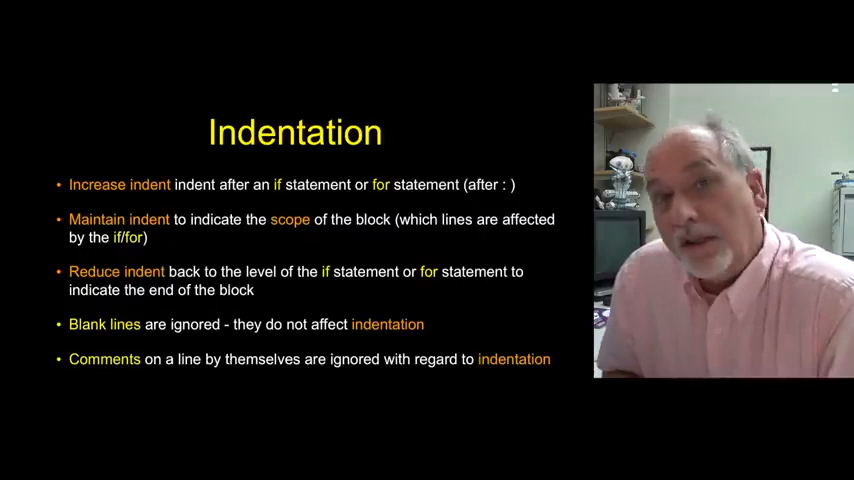 Indentation
• Increase indent indent after an if statement or for statement (after : )
• Maintain indent to indicate the scope of the block (which lines are affected
by the if/for)
• Reduce indent back to the level of the if statement or for statement to
indicate the end of the block
• Blank lines are ignored - they do not affect indentation
• Comments on a line by themselves are ignored with regard to indentation